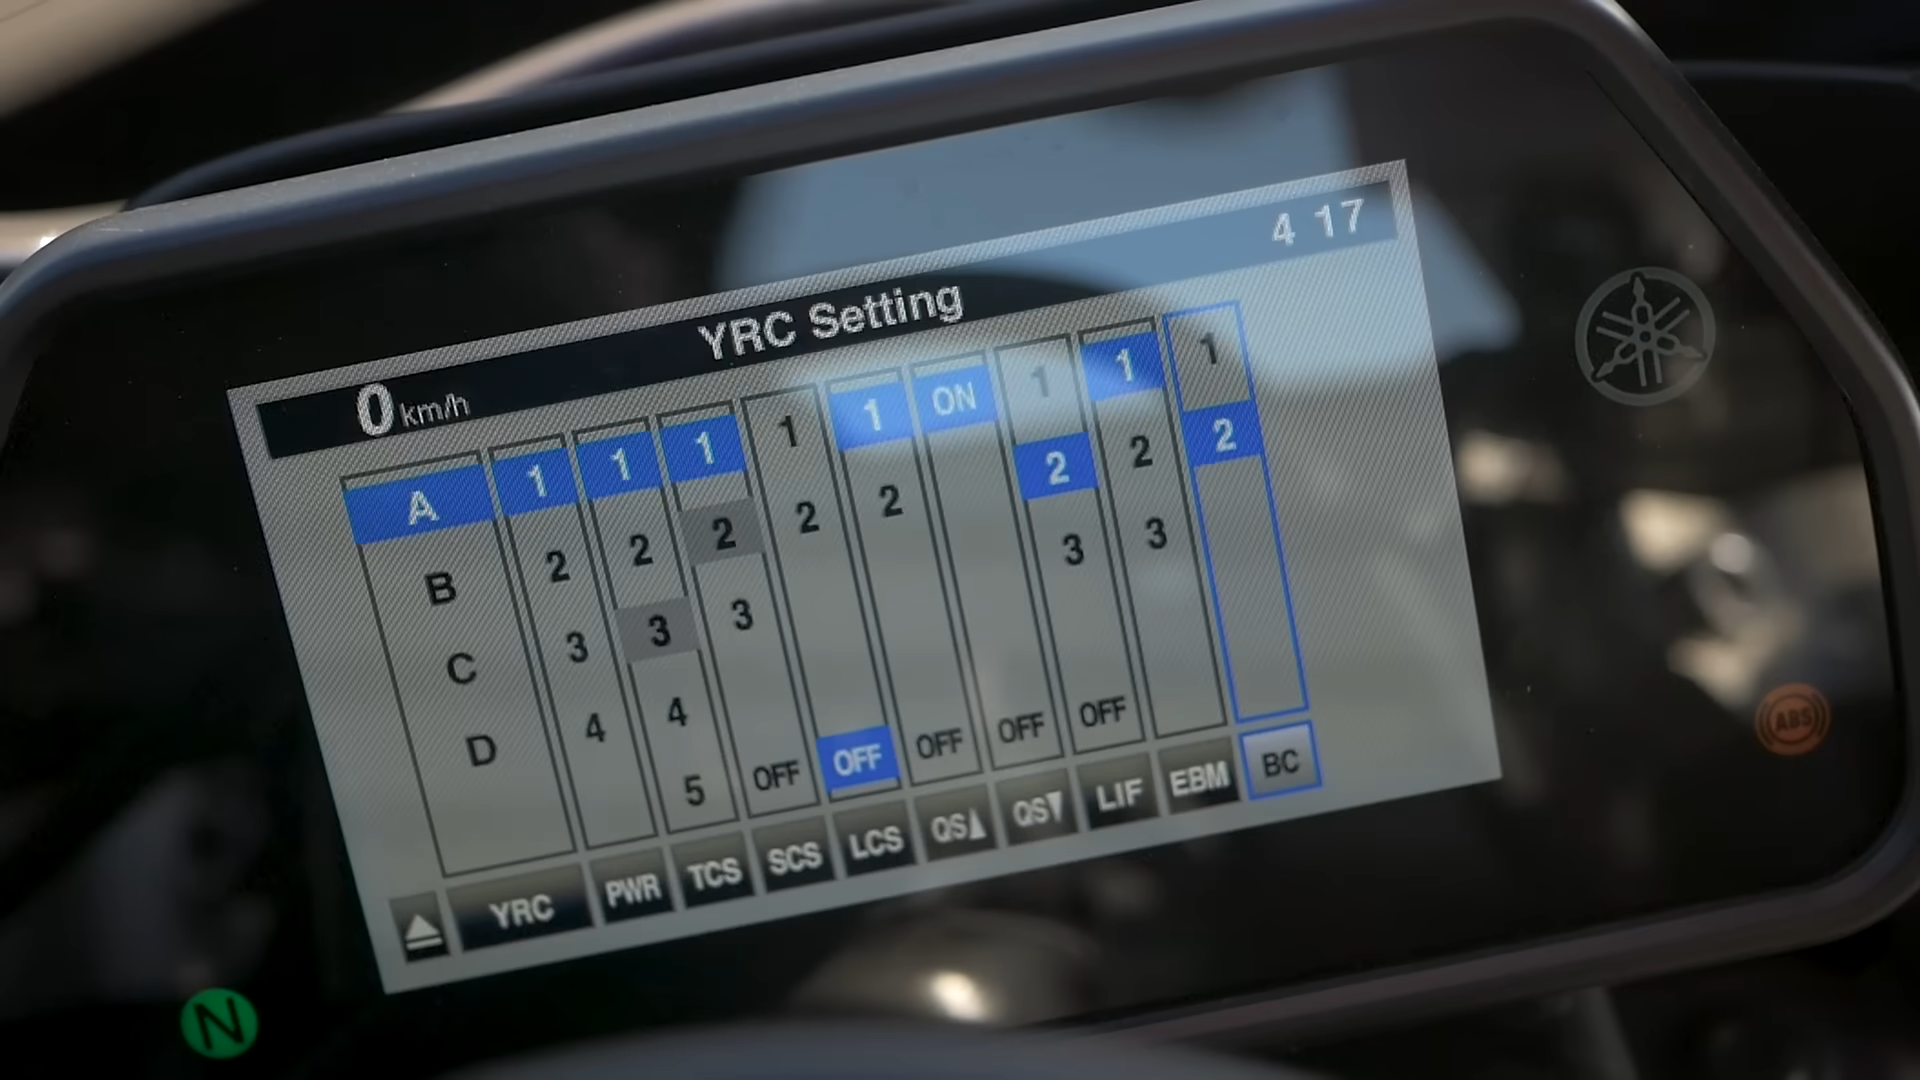 4 17
YRC Setting
0 km/h
A 1 1 1 1 1 ON 1 1 1
B 2 2 2 2 2 2 2 2
C 3 3 3 3 3
D 4 4
5 OFF OFF OFF OFF OFF
YRC PWR TCS SCS LCS QS▲ QS▼ LIF EBM BC
N
ABS